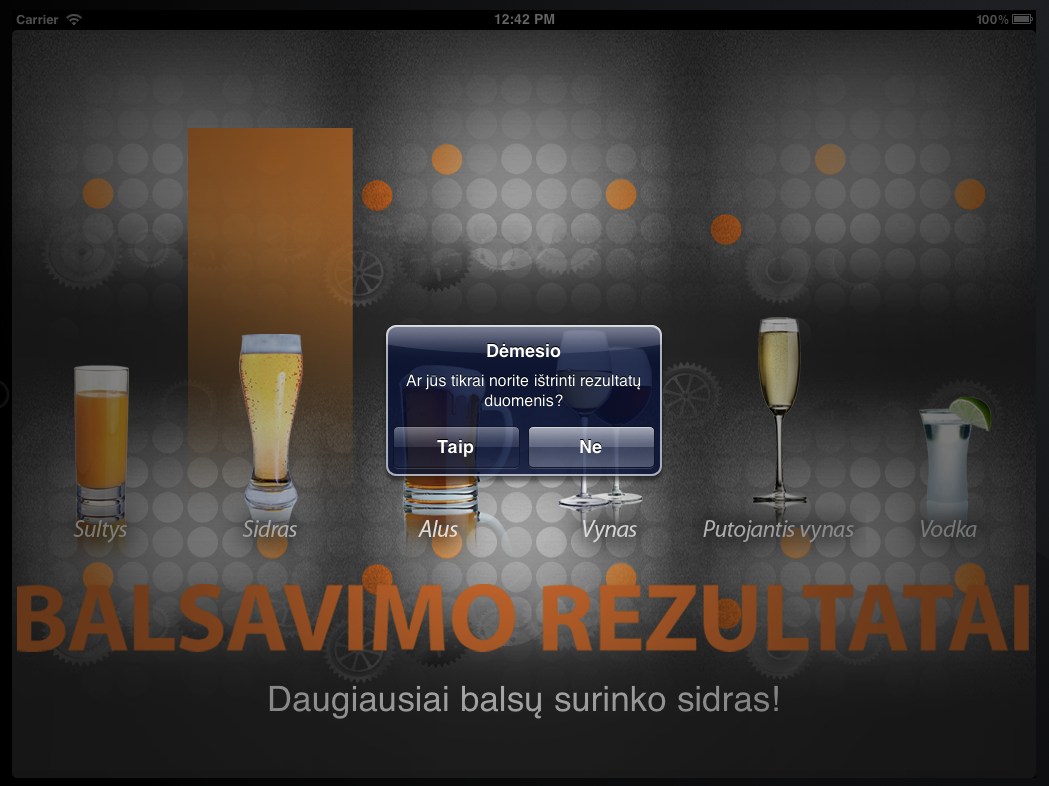 Carrier 12:42 PM 100%
Dėmesio
Ar jūs tikrai norite ištrinti rezultatų
duomenis?
Taip Ne
Sultys Sidras Alus Vynas Putojantis vynas Vodka
BALSAVIMO REZULTATAI
Daugiausiai balsų surinko sidras!